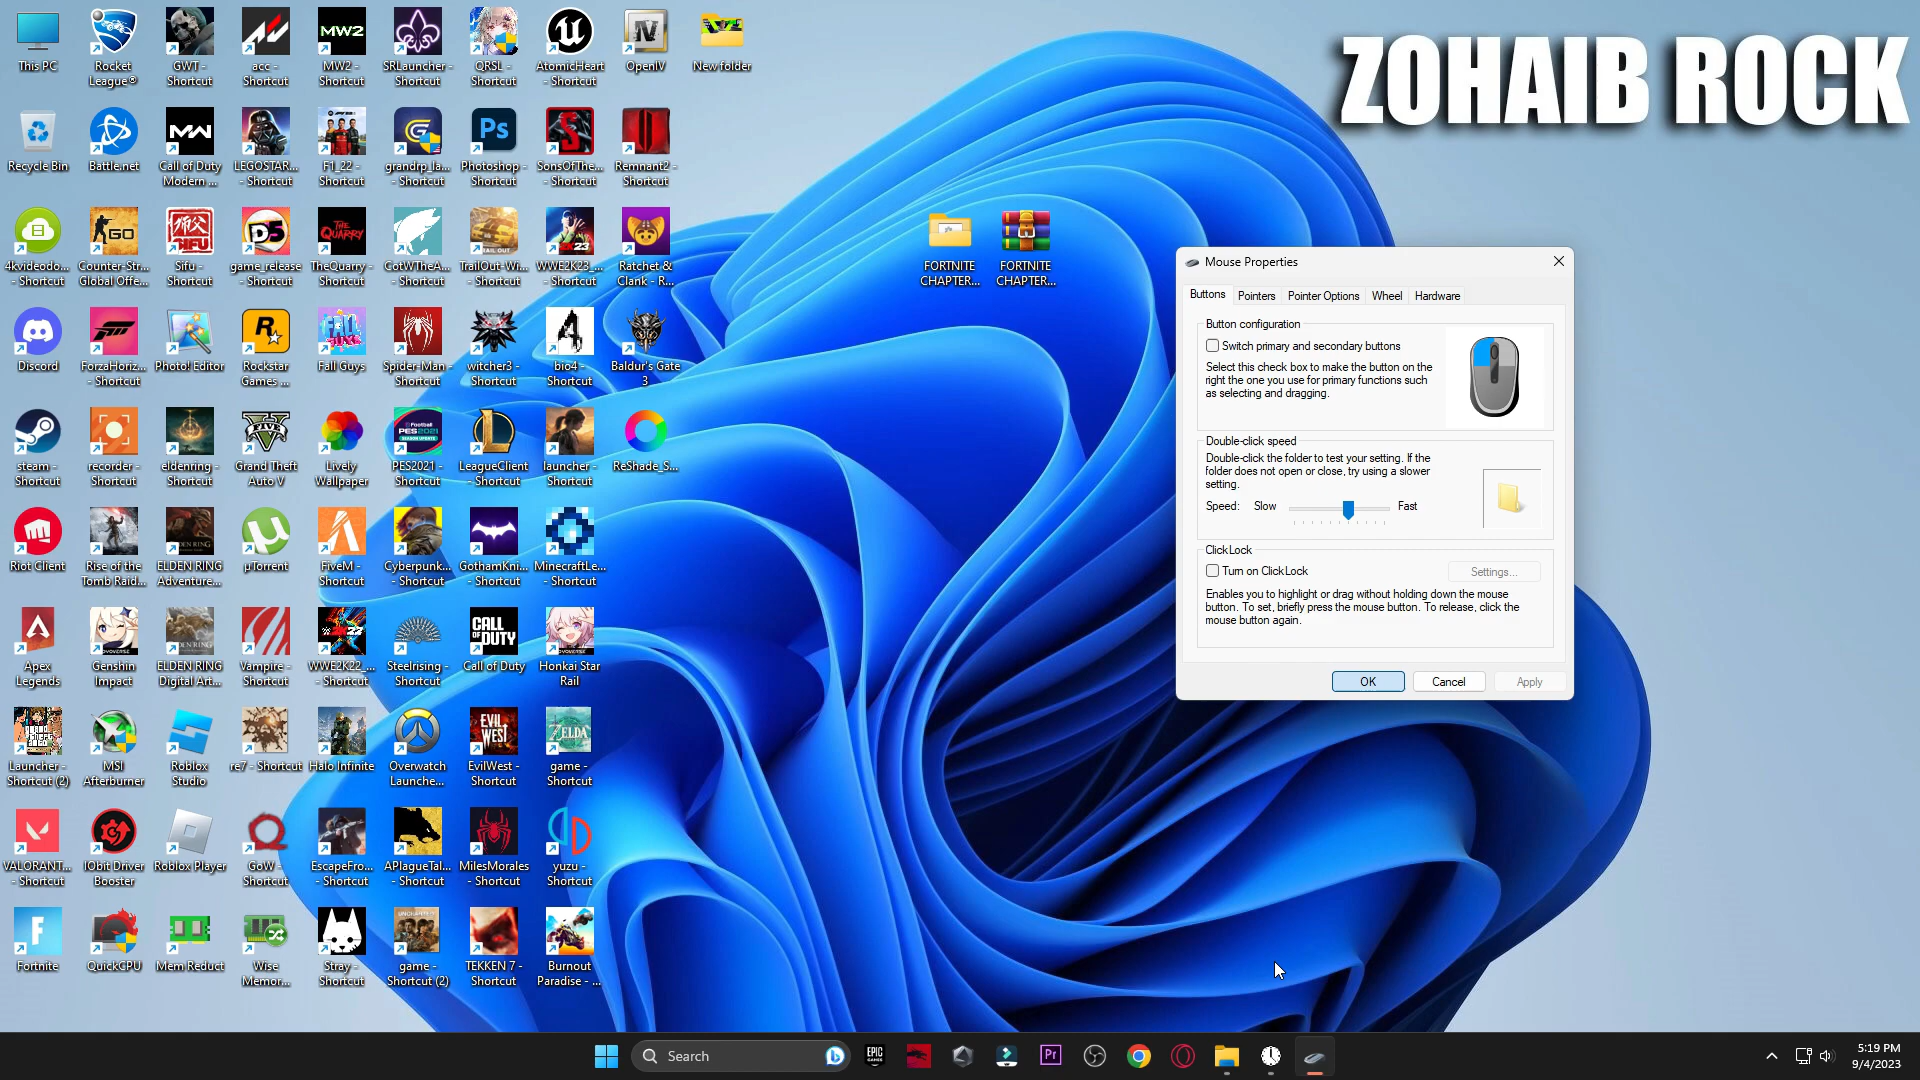 ZOHAIB ROCK
This PC
Rocket
League®
GWT -
Shortcut
acc -
Shortcut
MW2 -
Shortcut
SRLauncher -
Shortcut
QRSL -
Shortcut
AtomicHeart
- Shortcut
OpenIV
New folder
Recycle Bin
Battle.net
Call of Duty
Modern ...
LEGOSTAR...
- Shortcut
F1_22 -
Shortcut
grandrp_la...
- Shortcut
Photoshop -
Shortcut
SonsOfThe...
- Shortcut
Remnant2 -
Shortcut
4kvideodo...
- Shortcut
Counter-Str...
Global Offe...
Sifu -
Shortcut
game_release
- Shortcut
TheQuarry -
Shortcut
CotWTheA...
- Shortcut
TrailOut-Wi...
- Shortcut
WWE2K23_...
- Shortcut
Ratchet &
Clank - R...
FORTNITE
CHAPTER...
FORTNITE
CHAPTER...
Discord
ForzaHoriz...
- Shortcut
Photo! Editor
Rockstar
Games ...
Fall Guys
Spider-Man -
Shortcut
witcher3 -
Shortcut
bio4 -
Shortcut
Baldur's Gate
3
steam -
Shortcut
recorder -
Shortcut
eldenring -
Shortcut
Grand Theft
Auto V
Lively
Wallpaper
PES2021 -
Shortcut
LeagueClient
- Shortcut
launcher -
Shortcut
ReShade_S...
Riot Client
Rise of the
Tomb Raid...
ELDEN RING
Adventure...
µTorrent
FiveM -
Shortcut
Cyberpunk...
- Shortcut
GothamKni...
- Shortcut
MinecraftLe...
- Shortcut
Apex
Legends
Genshin
Impact
ELDEN RING
Digital Art...
Vampire -
Shortcut
WWE2K22_...
- Shortcut
Steelrising -
Shortcut
Call of Duty
Honkai Star
Rail
Launcher -
Shortcut (2)
MSI
Afterburner
Roblox
Studio
re7 - Shortcut
Halo Infinite
Overwatch
Launche...
EvilWest -
Shortcut
game -
Shortcut
VALORANT...
- Shortcut
IObit Driver
Booster
Roblox Player
GoW -
Shortcut
EscapeFro...
- Shortcut
APlagueTal...
- Shortcut
MilesMorales
- Shortcut
yuzu -
Shortcut
Fortnite
QuickCPU
Mem Reduct
Wise
Memor...
Stray -
Shortcut
game -
Shortcut (2)
TEKKEN 7 -
Shortcut
Burnout
Paradise - ...
Mouse Properties
Buttons Pointers Pointer Options Wheel Hardware
Button configuration
Switch primary and secondary buttons
Select this check box to make the button on the
right the one you use for primary functions such
as selecting and dragging.
Double-click speed
Double-click the folder to test your setting. If the
folder does not open or close, try using a slower
setting.
Speed: Slow Fast
ClickLock
Turn on ClickLock
Settings...
Enables you to highlight or drag without holding down the mouse
button. To set, briefly press the mouse button. To release, click the
mouse button again.
OK Cancel Apply
Search
5:19 PM
9/4/2023